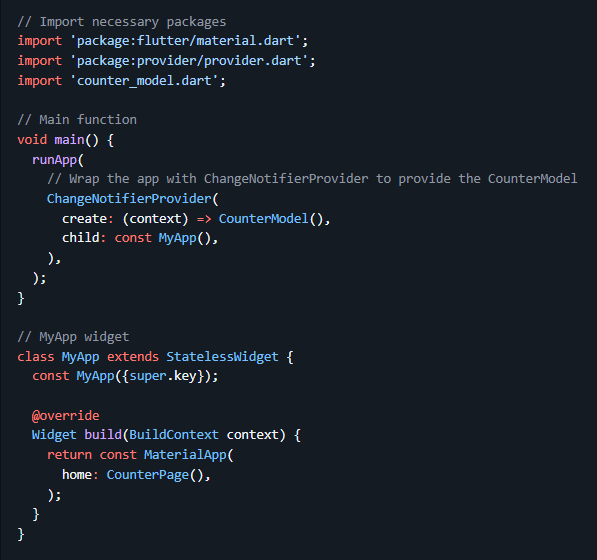 // Import necessary packages
import 'package:flutter/material.dart';
import 'package:provider/provider.dart';
import 'counter_model.dart';

// Main function
void main() {
  runApp(
    // Wrap the app with ChangeNotifierProvider to provide the CounterModel
    ChangeNotifierProvider(
      create: (context) => CounterModel(),
      child: const MyApp(),
    ),
  );
}

// MyApp widget
class MyApp extends StatelessWidget {
  const MyApp({super.key});

  @override
  Widget build(BuildContext context) {
    return const MaterialApp(
      home: CounterPage(),
    );
  }
}